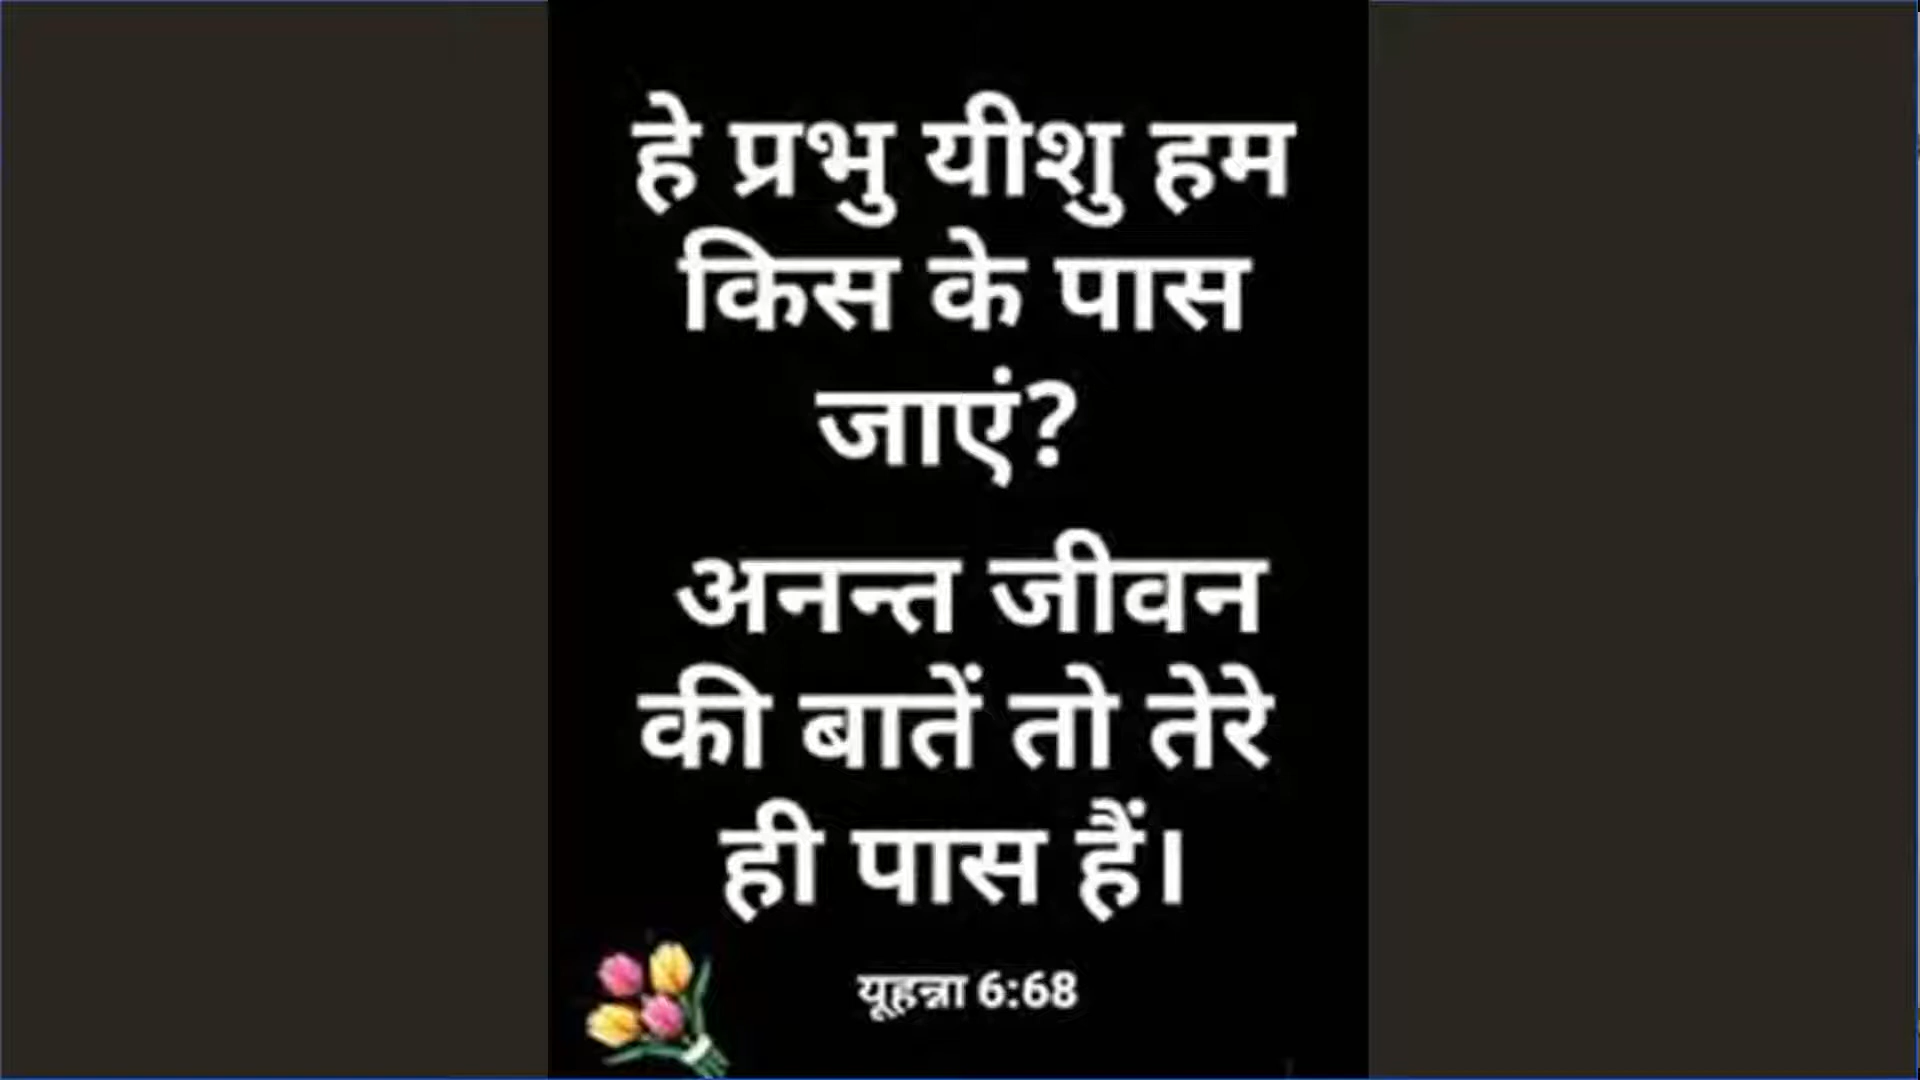 हे प्रभु यीशु हम
किस के पास
जाएं?
अनन्त जीवन
की बातें तो तेरे
ही पास हैं।
यूहन्ना 6:68